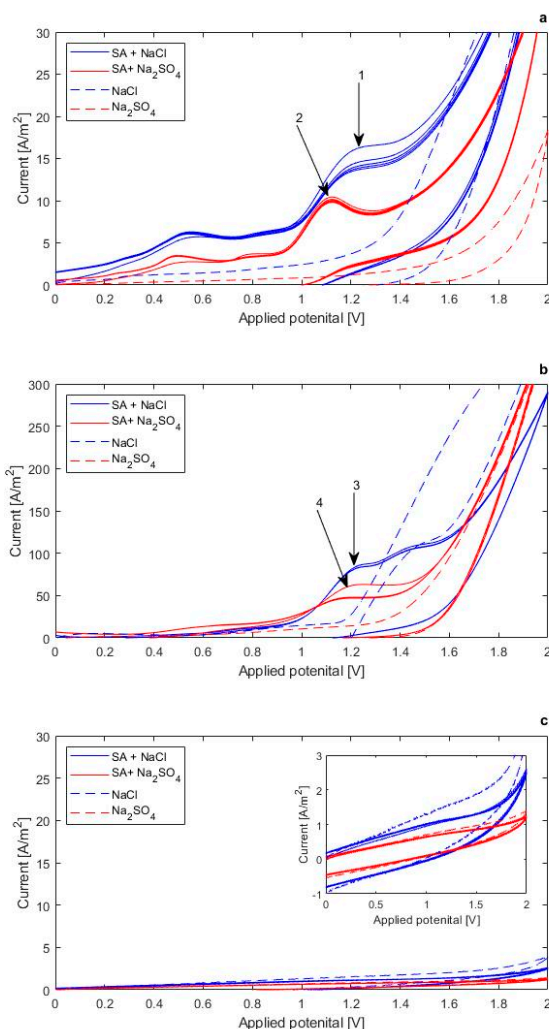 a
30
25
20
15
10
5
0
Current [A/m²]
SA + NaCl
SA+ Na₂SO₄
NaCl
Na₂SO₄
1
2
0 0.2 0.4 0.6 0.8 1 1.2 1.4 1.6 1.8 2
Applied potenital [V]
b
300
250
200
150
100
50
0
Current [A/m²]
SA + NaCl
SA+ Na₂SO₄
NaCl
Na₂SO₄
3
4
0 0.2 0.4 0.6 0.8 1 1.2 1.4 1.6 1.8 2
Applied potenital [V]
c
30
25
20
15
10
5
0
Current [A/m²]
SA + NaCl
SA+ Na₂SO₄
NaCl
Na₂SO₄
3
2
1
0
-1
Current [A/m²]
0 0.5 1 1.5 2
Applied potenital [V]
0 0.2 0.4 0.6 0.8 1 1.2 1.4 1.6 1.8 2
Applied potenital [V]